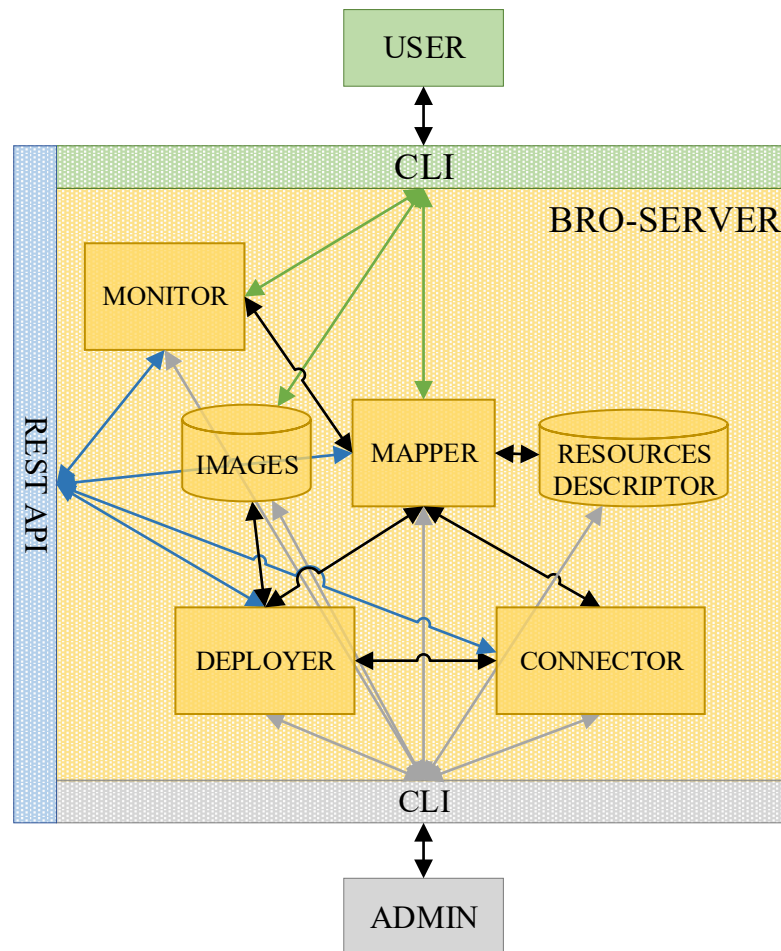 USER
CLI
BRO-SERVER
MONITOR
REST API
IMAGES
MAPPER
RESOURCES
DESCRIPTOR
DEPLOYER
CONNECTOR
CLI
ADMIN